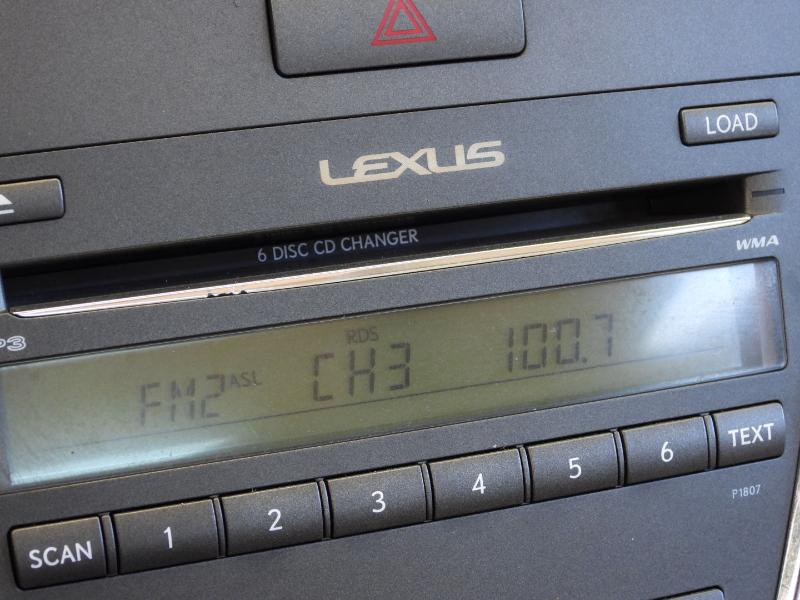 LEXUS
LOAD
6 DISC CD CHANGER
WMA
P3
RDS
FM2 ASL CH3 100.7
SCAN 1 2 3 4 5 6 TEXT
P1807